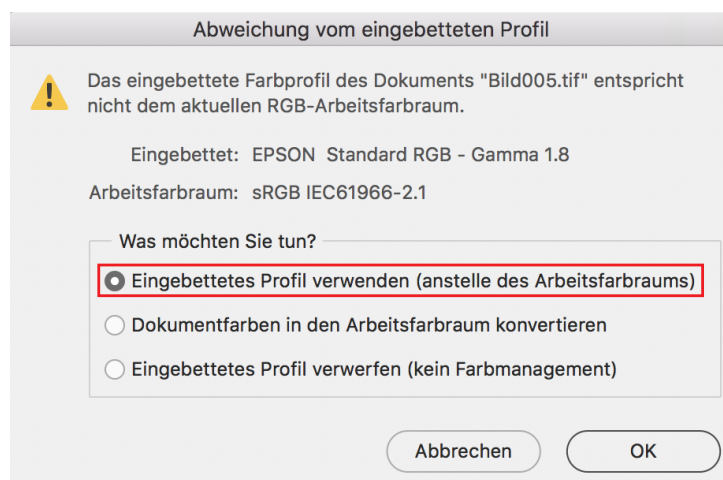 Abweichung vom eingebetteten Profil
Das eingebettete Farbprofil des Dokuments "Bild005.tif" entspricht
nicht dem aktuellen RGB-Arbeitsfarbraum.
Eingebettet: EPSON  Standard RGB - Gamma 1.8
Arbeitsfarbraum: sRGB IEC61966-2.1
Was möchten Sie tun?
Eingebettetes Profil verwenden (anstelle des Arbeitsfarbraums)
Dokumentfarben in den Arbeitsfarbraum konvertieren
Eingebettetes Profil verwerfen (kein Farbmanagement)
Abbrechen OK